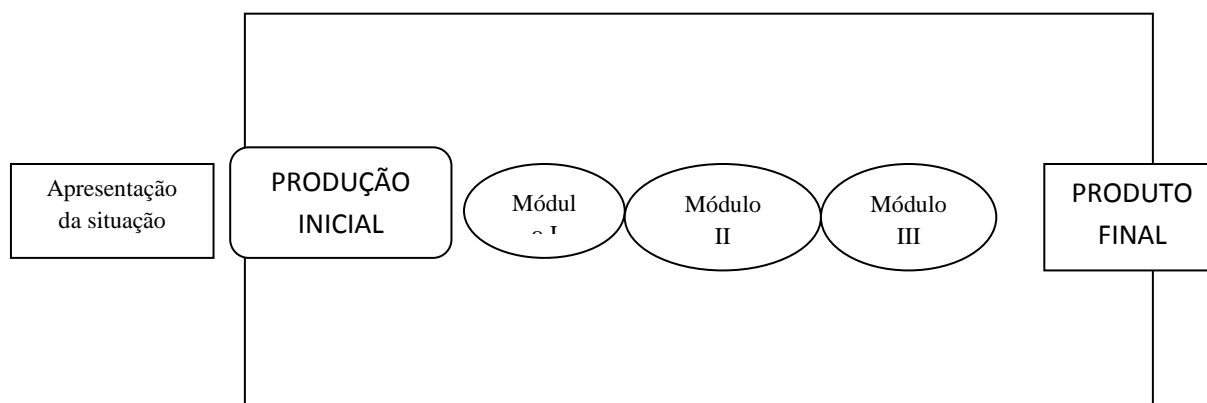 Apresentação
da situação
PRODUÇÃO
INICIAL
Módul
o I
Módulo
II
Módulo
III
PRODUTO
FINAL